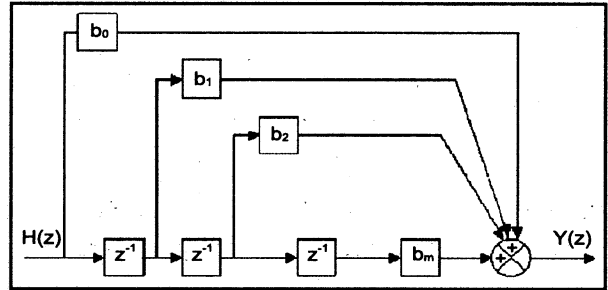 b₀
b₁
b₂
H(z) z⁻¹ z⁻¹ z⁻¹ bₘ + + Y(z)